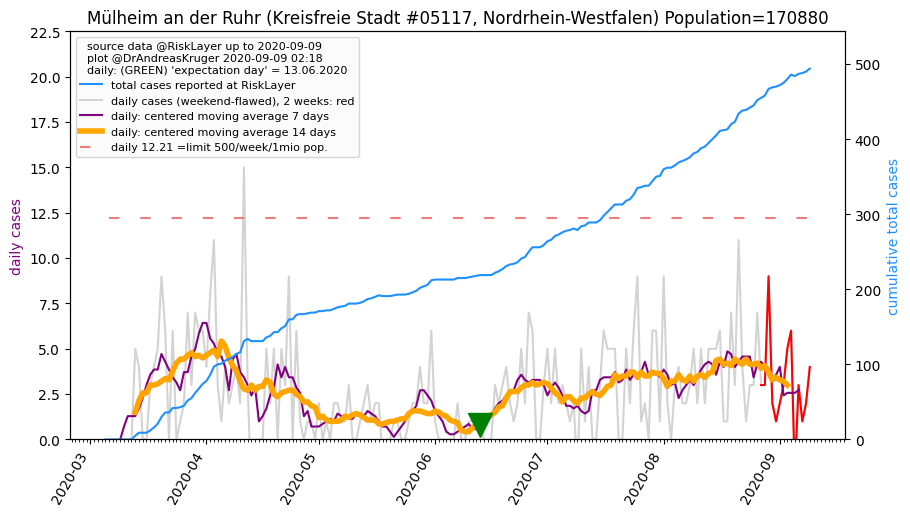 Mülheim an der Ruhr (Kreisfreie Stadt #05117, Nordrhein-Westfalen) Population=170880
source data @RiskLayer up to 2020-09-09
plot @DrAndreasKruger 2020-09-09 02:18
daily: (GREEN) 'expectation day' = 13.06.2020
total cases reported at RiskLayer
daily cases (weekend-flawed), 2 weeks: red
daily: centered moving average 7 days
daily: centered moving average 14 days
daily 12.21 =limit 500/week/1mio pop.
daily cases
22.5
20.0
17.5
15.0
12.5
10.0
7.5
5.0
2.5
0.0
cumulative total cases
500
400
300
200
100
0
2020-03
2020-04
2020-05
2020-06
2020-07
2020-08
2020-09